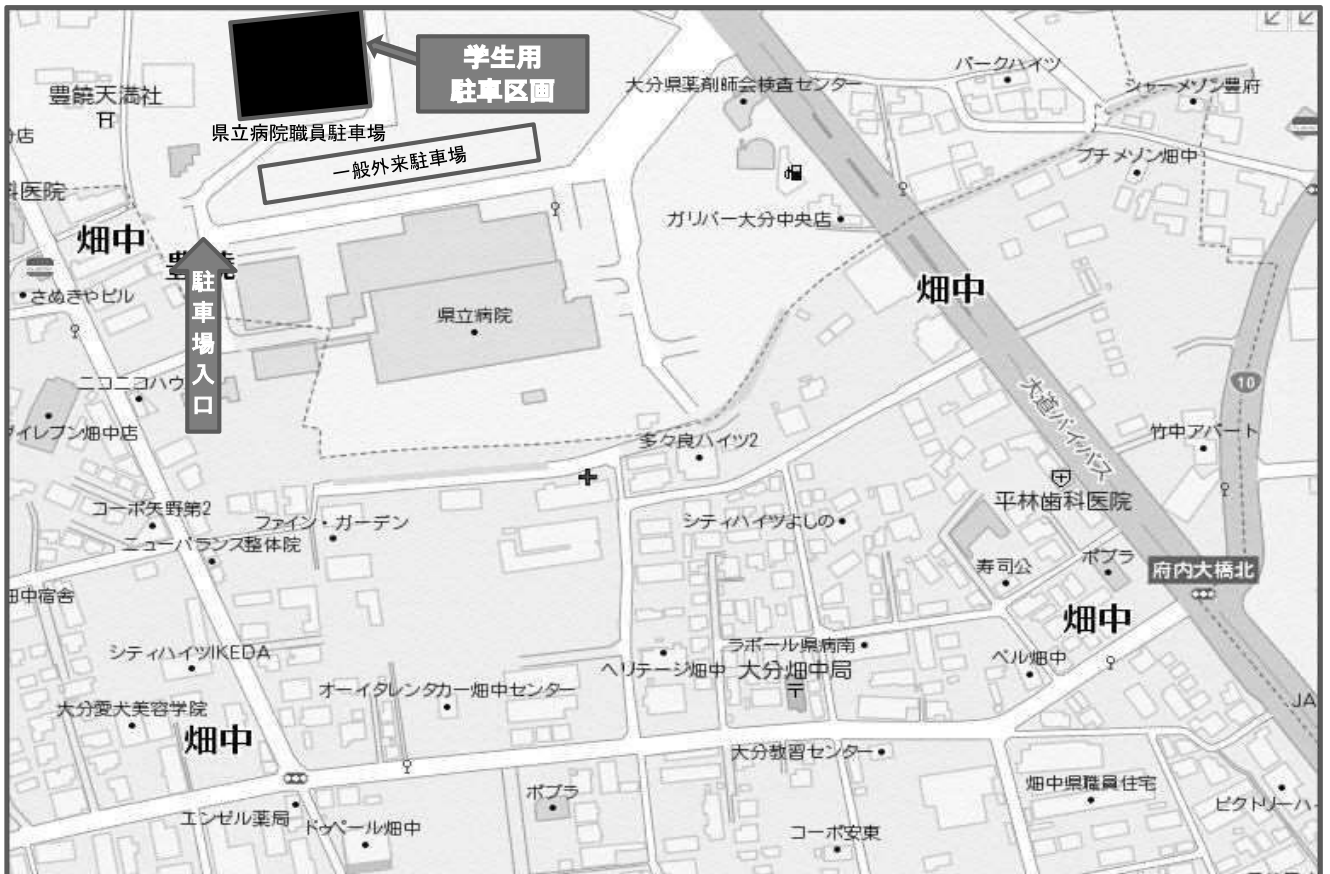 学生用
駐車区画
豊饒天満社
県立病院職員駐車場
一般外来駐車場
大分県薬剤師会検査センター
パークハイツ
シャーメゾン豊府
プチメゾン畑中
ガリバー大分中央店
科医院
畑中
駐車場入口
さぬきやビル
県立病院
畑中
ニコニコハウ
ダイレブン畑中店
10
大道バイパス
竹中アパート
多々良ハイツ2
平林歯科医院
コーポ矢野第2
ファイン・ガーデン
ニューバランス整体院
シティハイツよしの
寿司公
ポプラ
府内大橋北
畑中宿舎
畑中
シティハイツIKEDA
ラポール県病南
ベル畑中
ヘリテージ畑中
大分畑中局
オーイタレンタカー畑中センター
大分愛犬美容学院
JA
畑中
大分教習センター
畑中県職員住宅
ポプラ
エンゼル薬局
ドゥペール畑中
コーポ安東
ビクトリーハイ